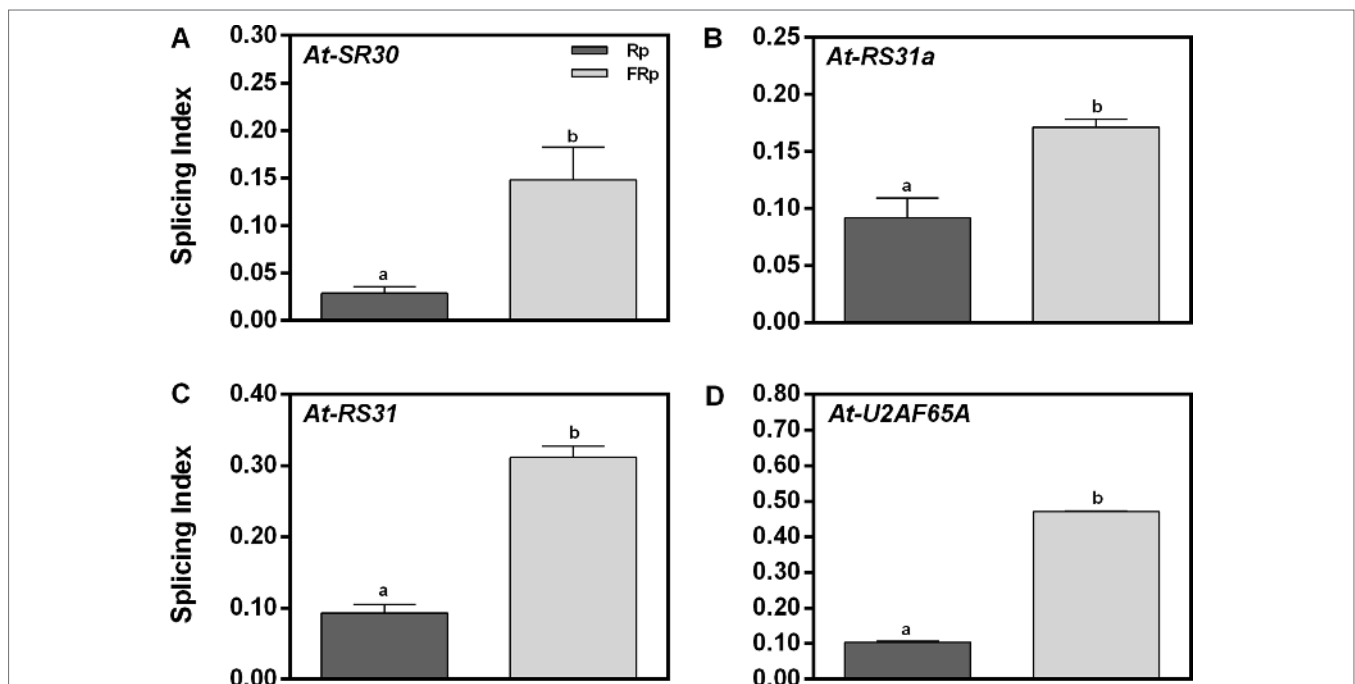 A
At-SR30
Rp
FRp
Splicing Index
0.30
0.25
0.20
0.15
0.10
0.05
0.00
a
b
B
At-RS31a
0.25
0.20
0.15
0.10
0.05
0.00
a
b
C
At-RS31
Splicing Index
0.40
0.30
0.20
0.10
0.00
a
b
D
At-U2AF65A
0.80
0.70
0.60
0.50
0.40
0.30
0.20
0.10
0.00
a
b